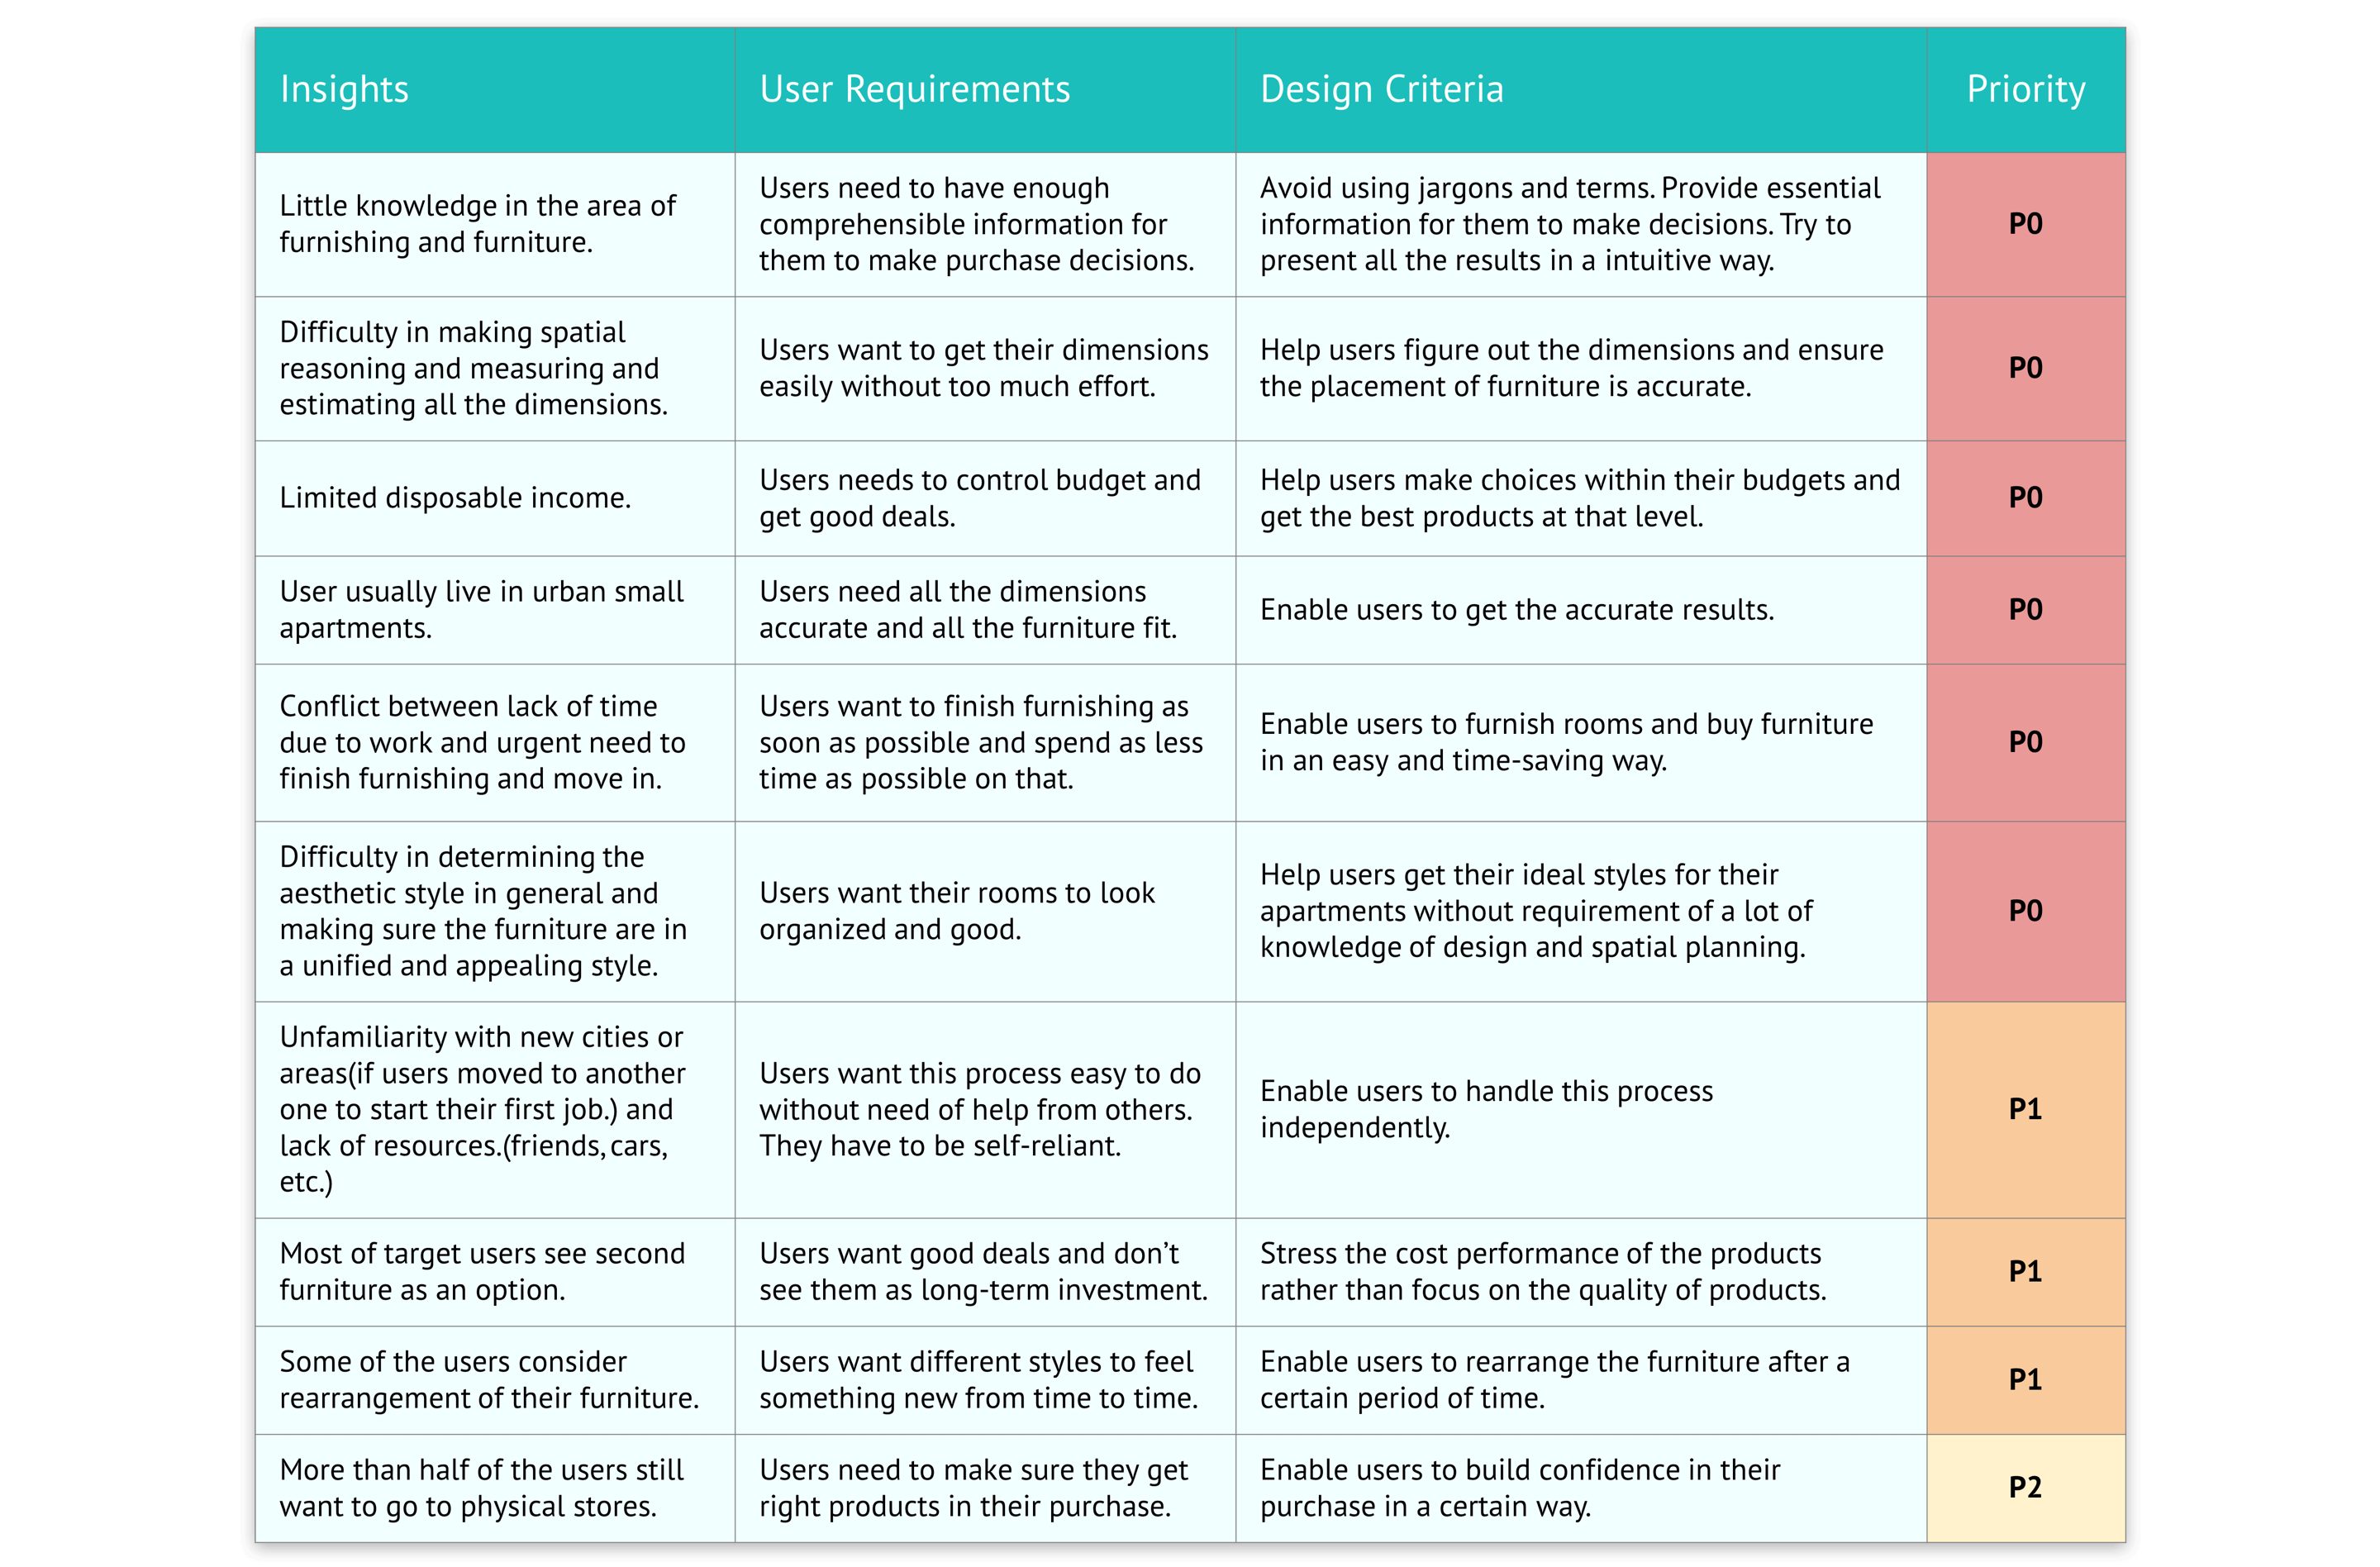 Insights
User Requirements
Design Criteria
Priority
Little knowledge in the area of
furnishing and furniture.
Users need to have enough
comprehensible information for
them to make purchase decisions.
Avoid using jargons and terms. Provide essential
information for them to make decisions. Try to
present all the results in a intuitive way.
P0
Difficulty in making spatial
reasoning and measuring and
estimating all the dimensions.
Users want to get their dimensions
easily without too much effort.
Help users figure out the dimensions and ensure
the placement of furniture is accurate.
P0
Limited disposable income.
Users needs to control budget and
get good deals.
Help users make choices within their budgets and
get the best products at that level.
P0
User usually live in urban small
apartments.
Users need all the dimensions
accurate and all the furniture fit.
Enable users to get the accurate results.
P0
Conflict between lack of time
due to work and urgent need to
finish furnishing and move in.
Users want to finish furnishing as
soon as possible and spend as less
time as possible on that.
Enable users to furnish rooms and buy furniture
in an easy and time-saving way.
P0
Difficulty in determining the
aesthetic style in general and
making sure the furniture are in
a unified and appealing style.
Users want their rooms to look
organized and good.
Help users get their ideal styles for their
apartments without requirement of a lot of
knowledge of design and spatial planning.
P0
Unfamiliarity with new cities or
areas(if users moved to another
one to start their first job.) and
lack of resources.(friends, cars,
etc.)
Users want this process easy to do
without need of help from others.
They have to be self-reliant.
Enable users to handle this process
independently.
P1
Most of target users see second
furniture as an option.
Users want good deals and don’t
see them as long-term investment.
Stress the cost performance of the products
rather than focus on the quality of products.
P1
Some of the users consider
rearrangement of their furniture.
Users want different styles to feel
something new from time to time.
Enable users to rearrange the furniture after a
certain period of time.
P1
More than half of the users still
want to go to physical stores.
Users need to make sure they get
right products in their purchase.
Enable users to build confidence in their
purchase in a certain way.
P2